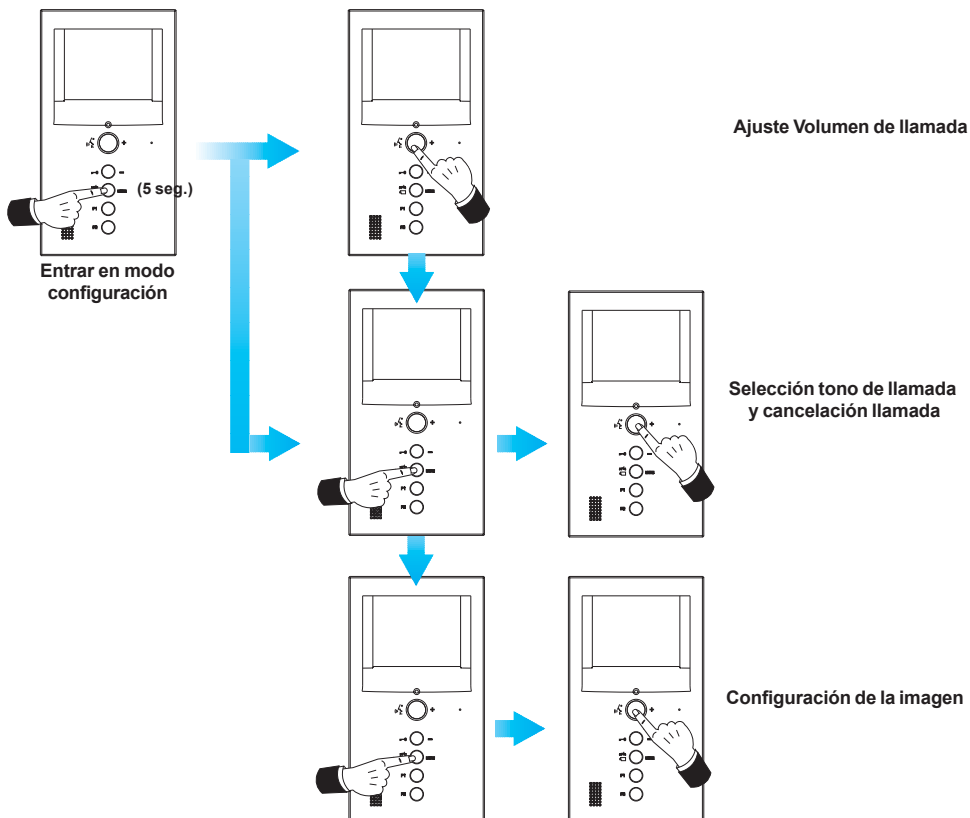 Ajuste Volumen de llamada
(5 seg.)
Entrar en modo
configuración
Selección tono de llamada
y cancelación llamada
Configuración de la imagen